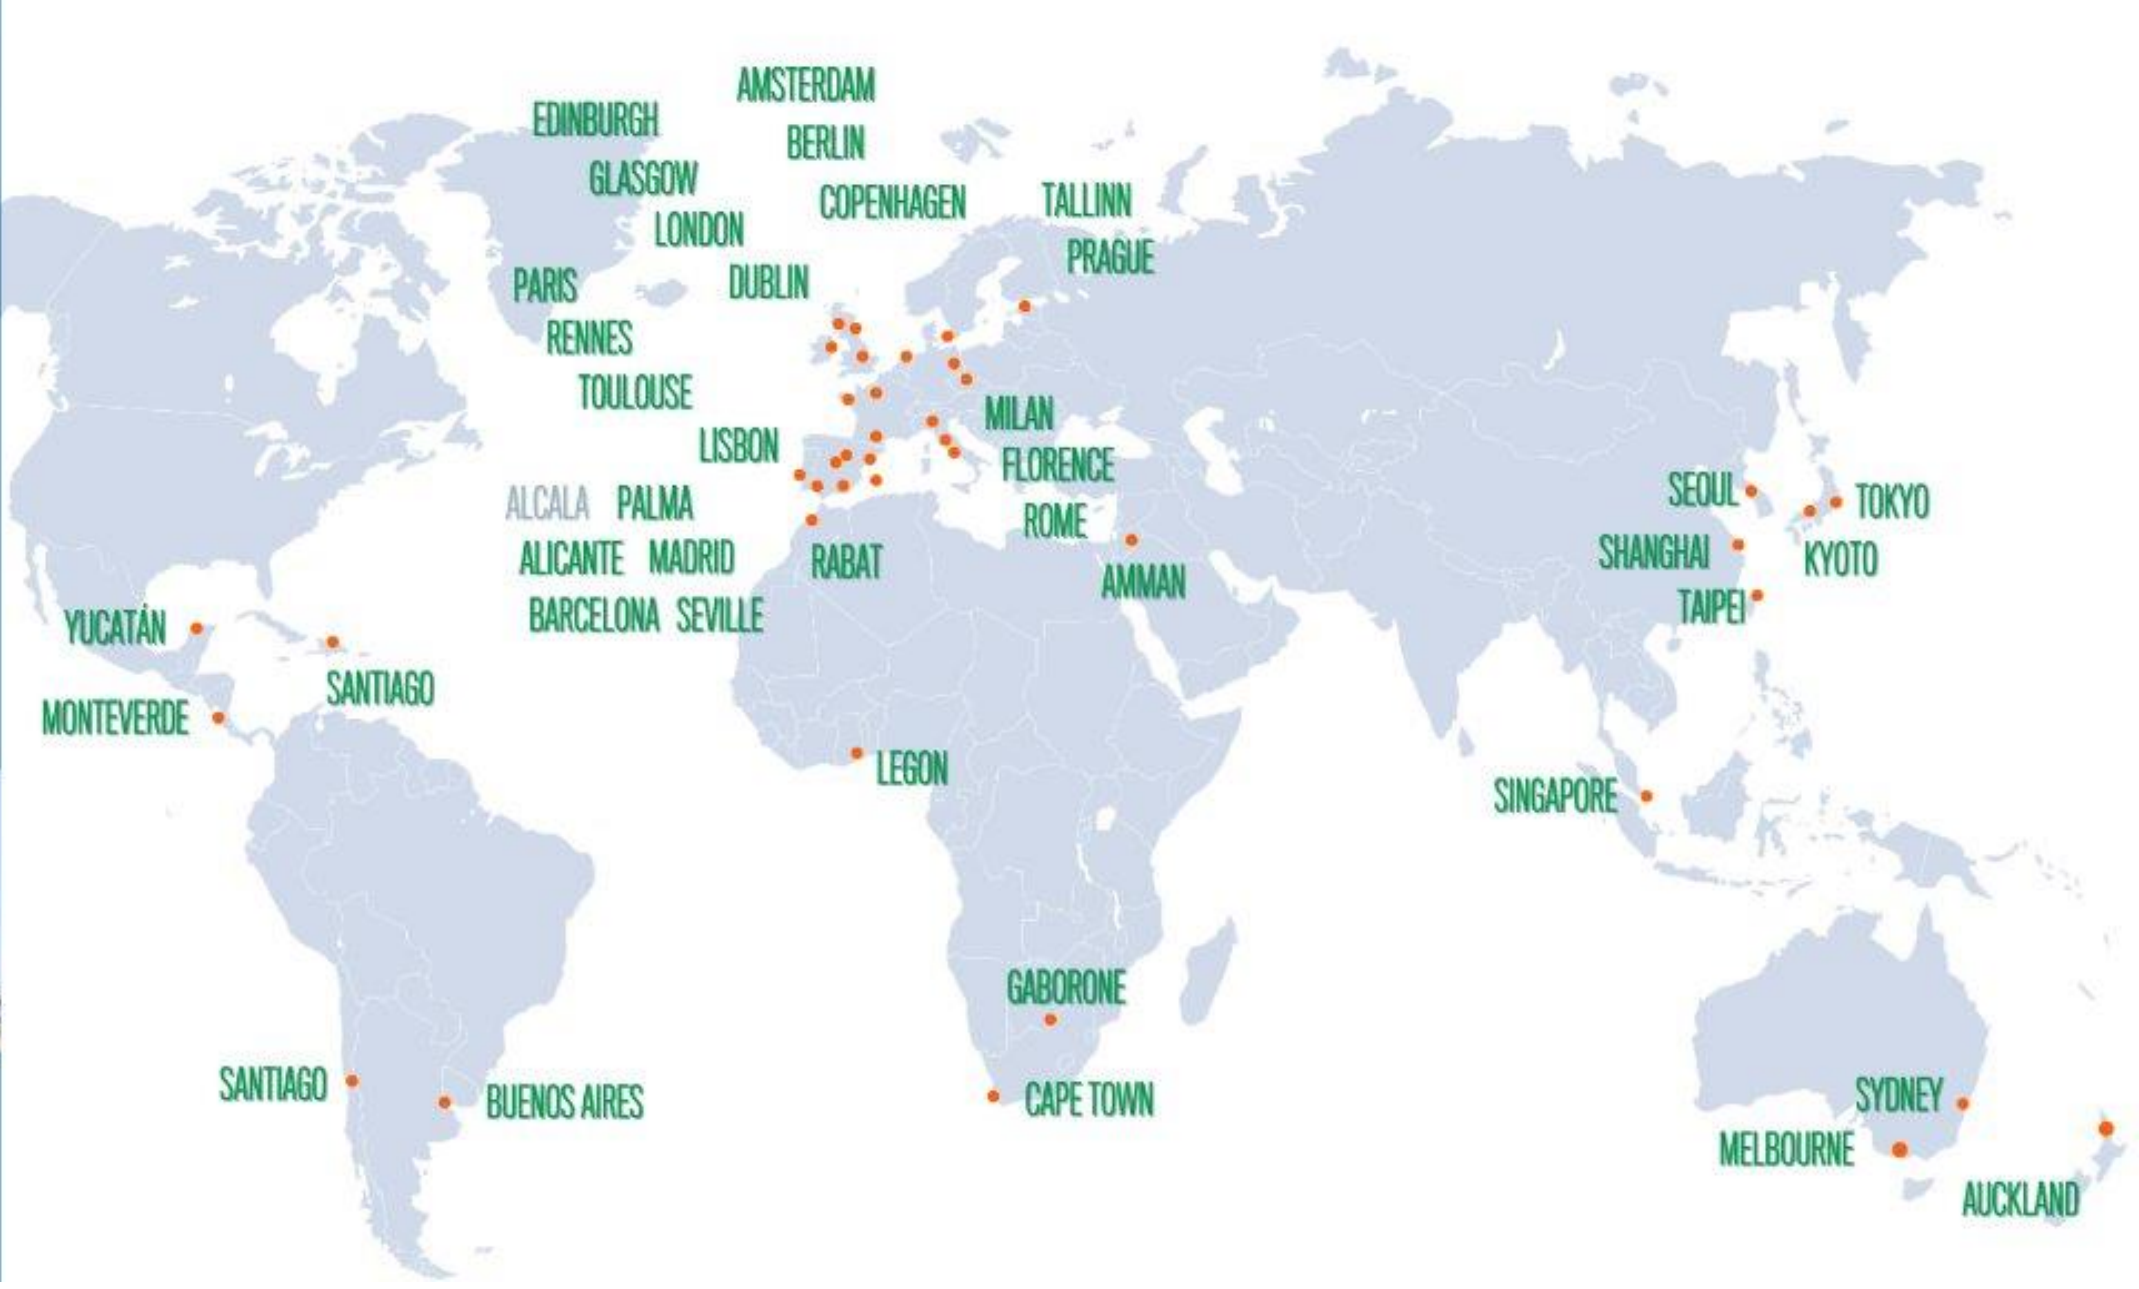 AMSTERDAM
EDINBURGH
BERLIN
GLASGOW
COPENHAGEN
TALLINN
LONDON
PRAGUE
PARIS
DUBLIN
RENNES
TOULOUSE
MILAN
LISBON
FLORENCE
ALCALA PALMA
ROME
ALICANTE MADRID
RABAT
AMMAN
BARCELONA SEVILLE
SEOUL
TOKYO
SHANGHAI
KYOTO
TAIPEI
YUCATÁN
SANTIAGO
MONTEVERDE
LEGON
SINGAPORE
GABORONE
SANTIAGO
BUENOS AIRES
CAPE TOWN
SYDNEY
MELBOURNE
AUCKLAND